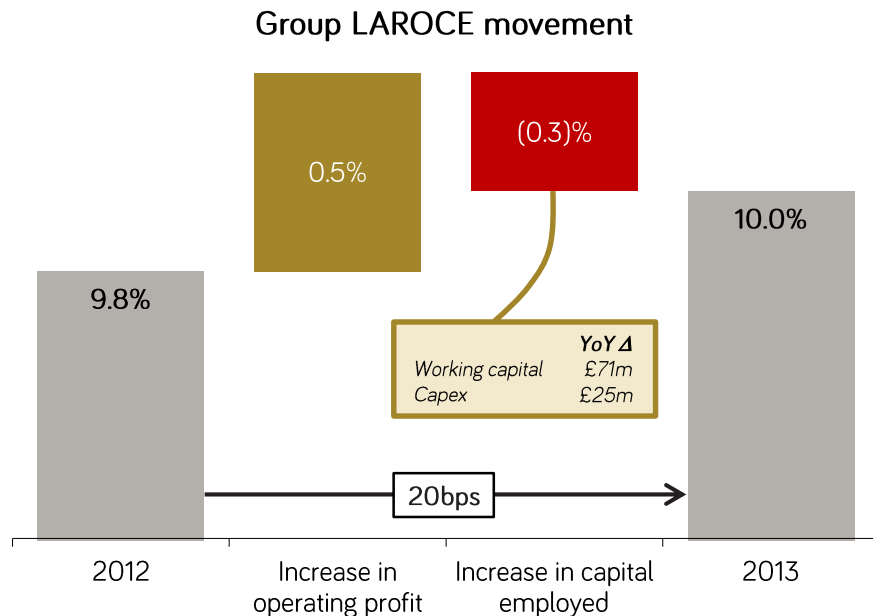 Group LAROCE movement
0.5%
(0.3)%
9.8%
10.0%
YoY Δ
Working capital £71m
Capex £25m
20bps
2012
Increase in
operating profit
Increase in capital
employed
2013